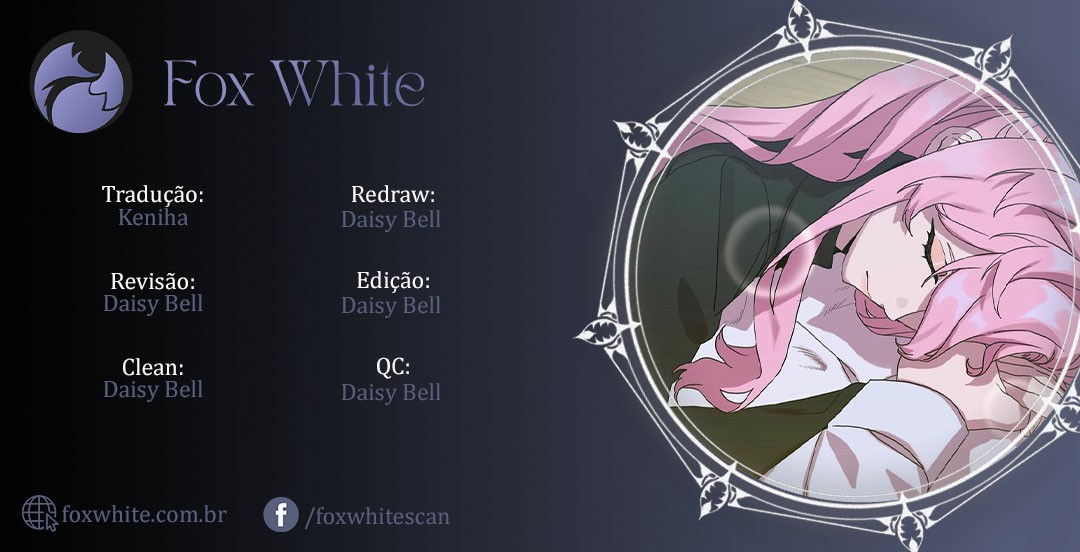 Fox White
Tradução:
Keniha
Redraw:
Daisy Bell
Revisão:
Daisy Bell
Edição:
Daisy Bell
Clean:
Daisy Bell
QC:
Daisy Bell
foxwhite.com.br
/foxwhitescan